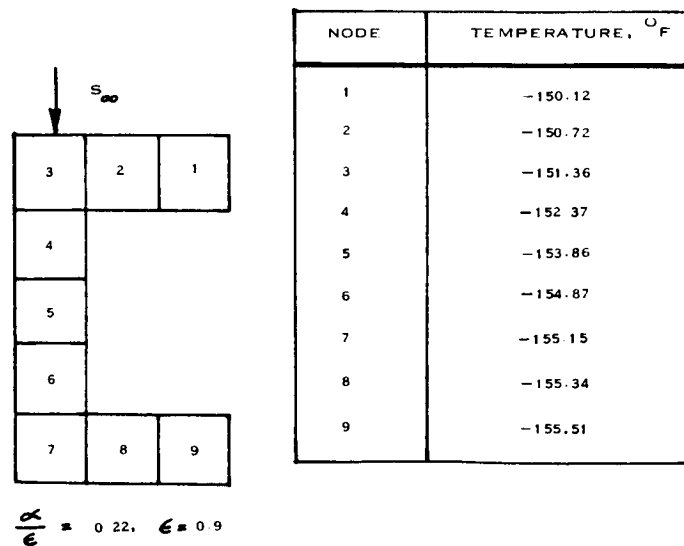 NODE TEMPERATURE, °F
S∞
1 -150.12
2 -150.72
3 -151.36
4 -152 37
5 -153.86
6 -154.87
7 -155.15
8 -155.34
9 -155.51
3 2 1
4
5
6
7 8 9
α/ϵ = 0 22, ϵ = 0.9